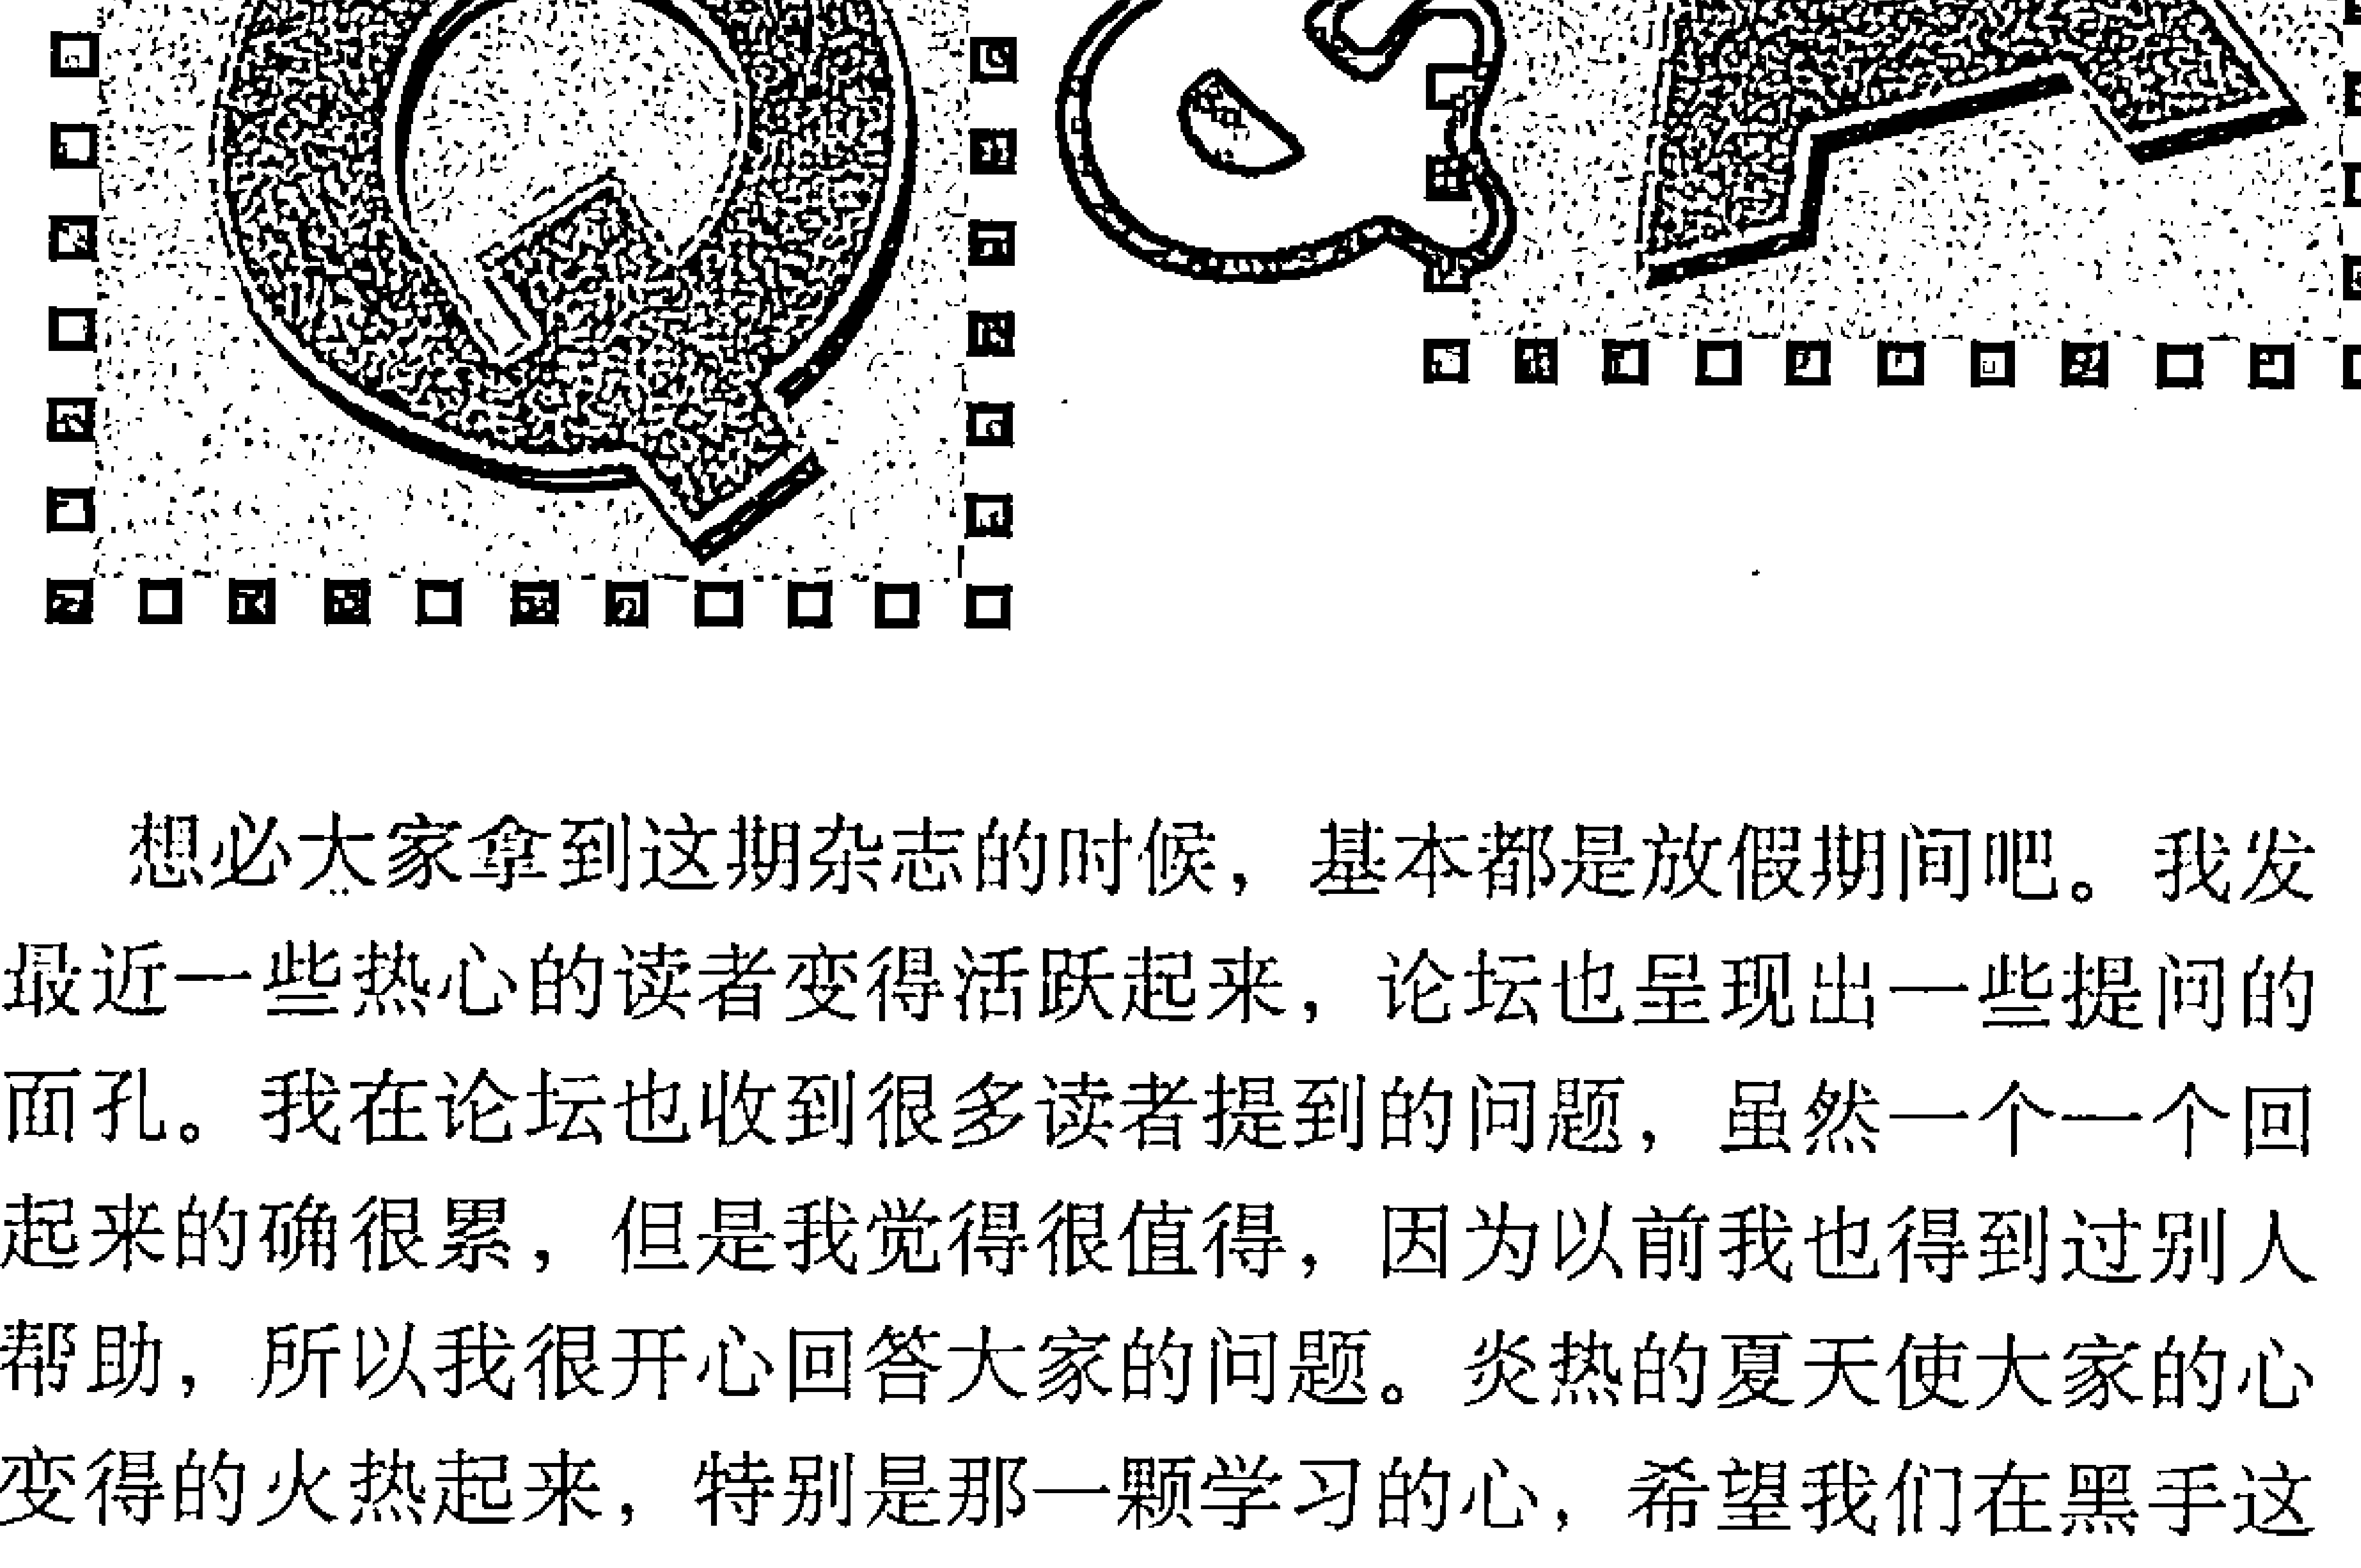 Q & A
想必大家拿到这期杂志的时候，基本都是放假期间吧。我发
最近一些热心的读者变得活跃起来，论坛也呈现出一些提问的
面孔。我在论坛也收到很多读者提到的问题，虽然一个一个回
起来的确很累，但是我觉得很值得，因为以前我也得到过别人
帮助，所以我很开心回答大家的问题。炎热的夏天使大家的心
变得的火热起来，特别是那一颗学习的心，希望我们在黑手这